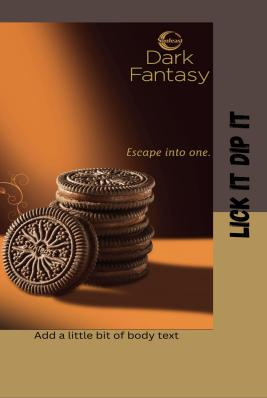 Sunfeast
Dark
Fantasy
Escape into one.
LICK IT DIP IT
Add a little bit of body text